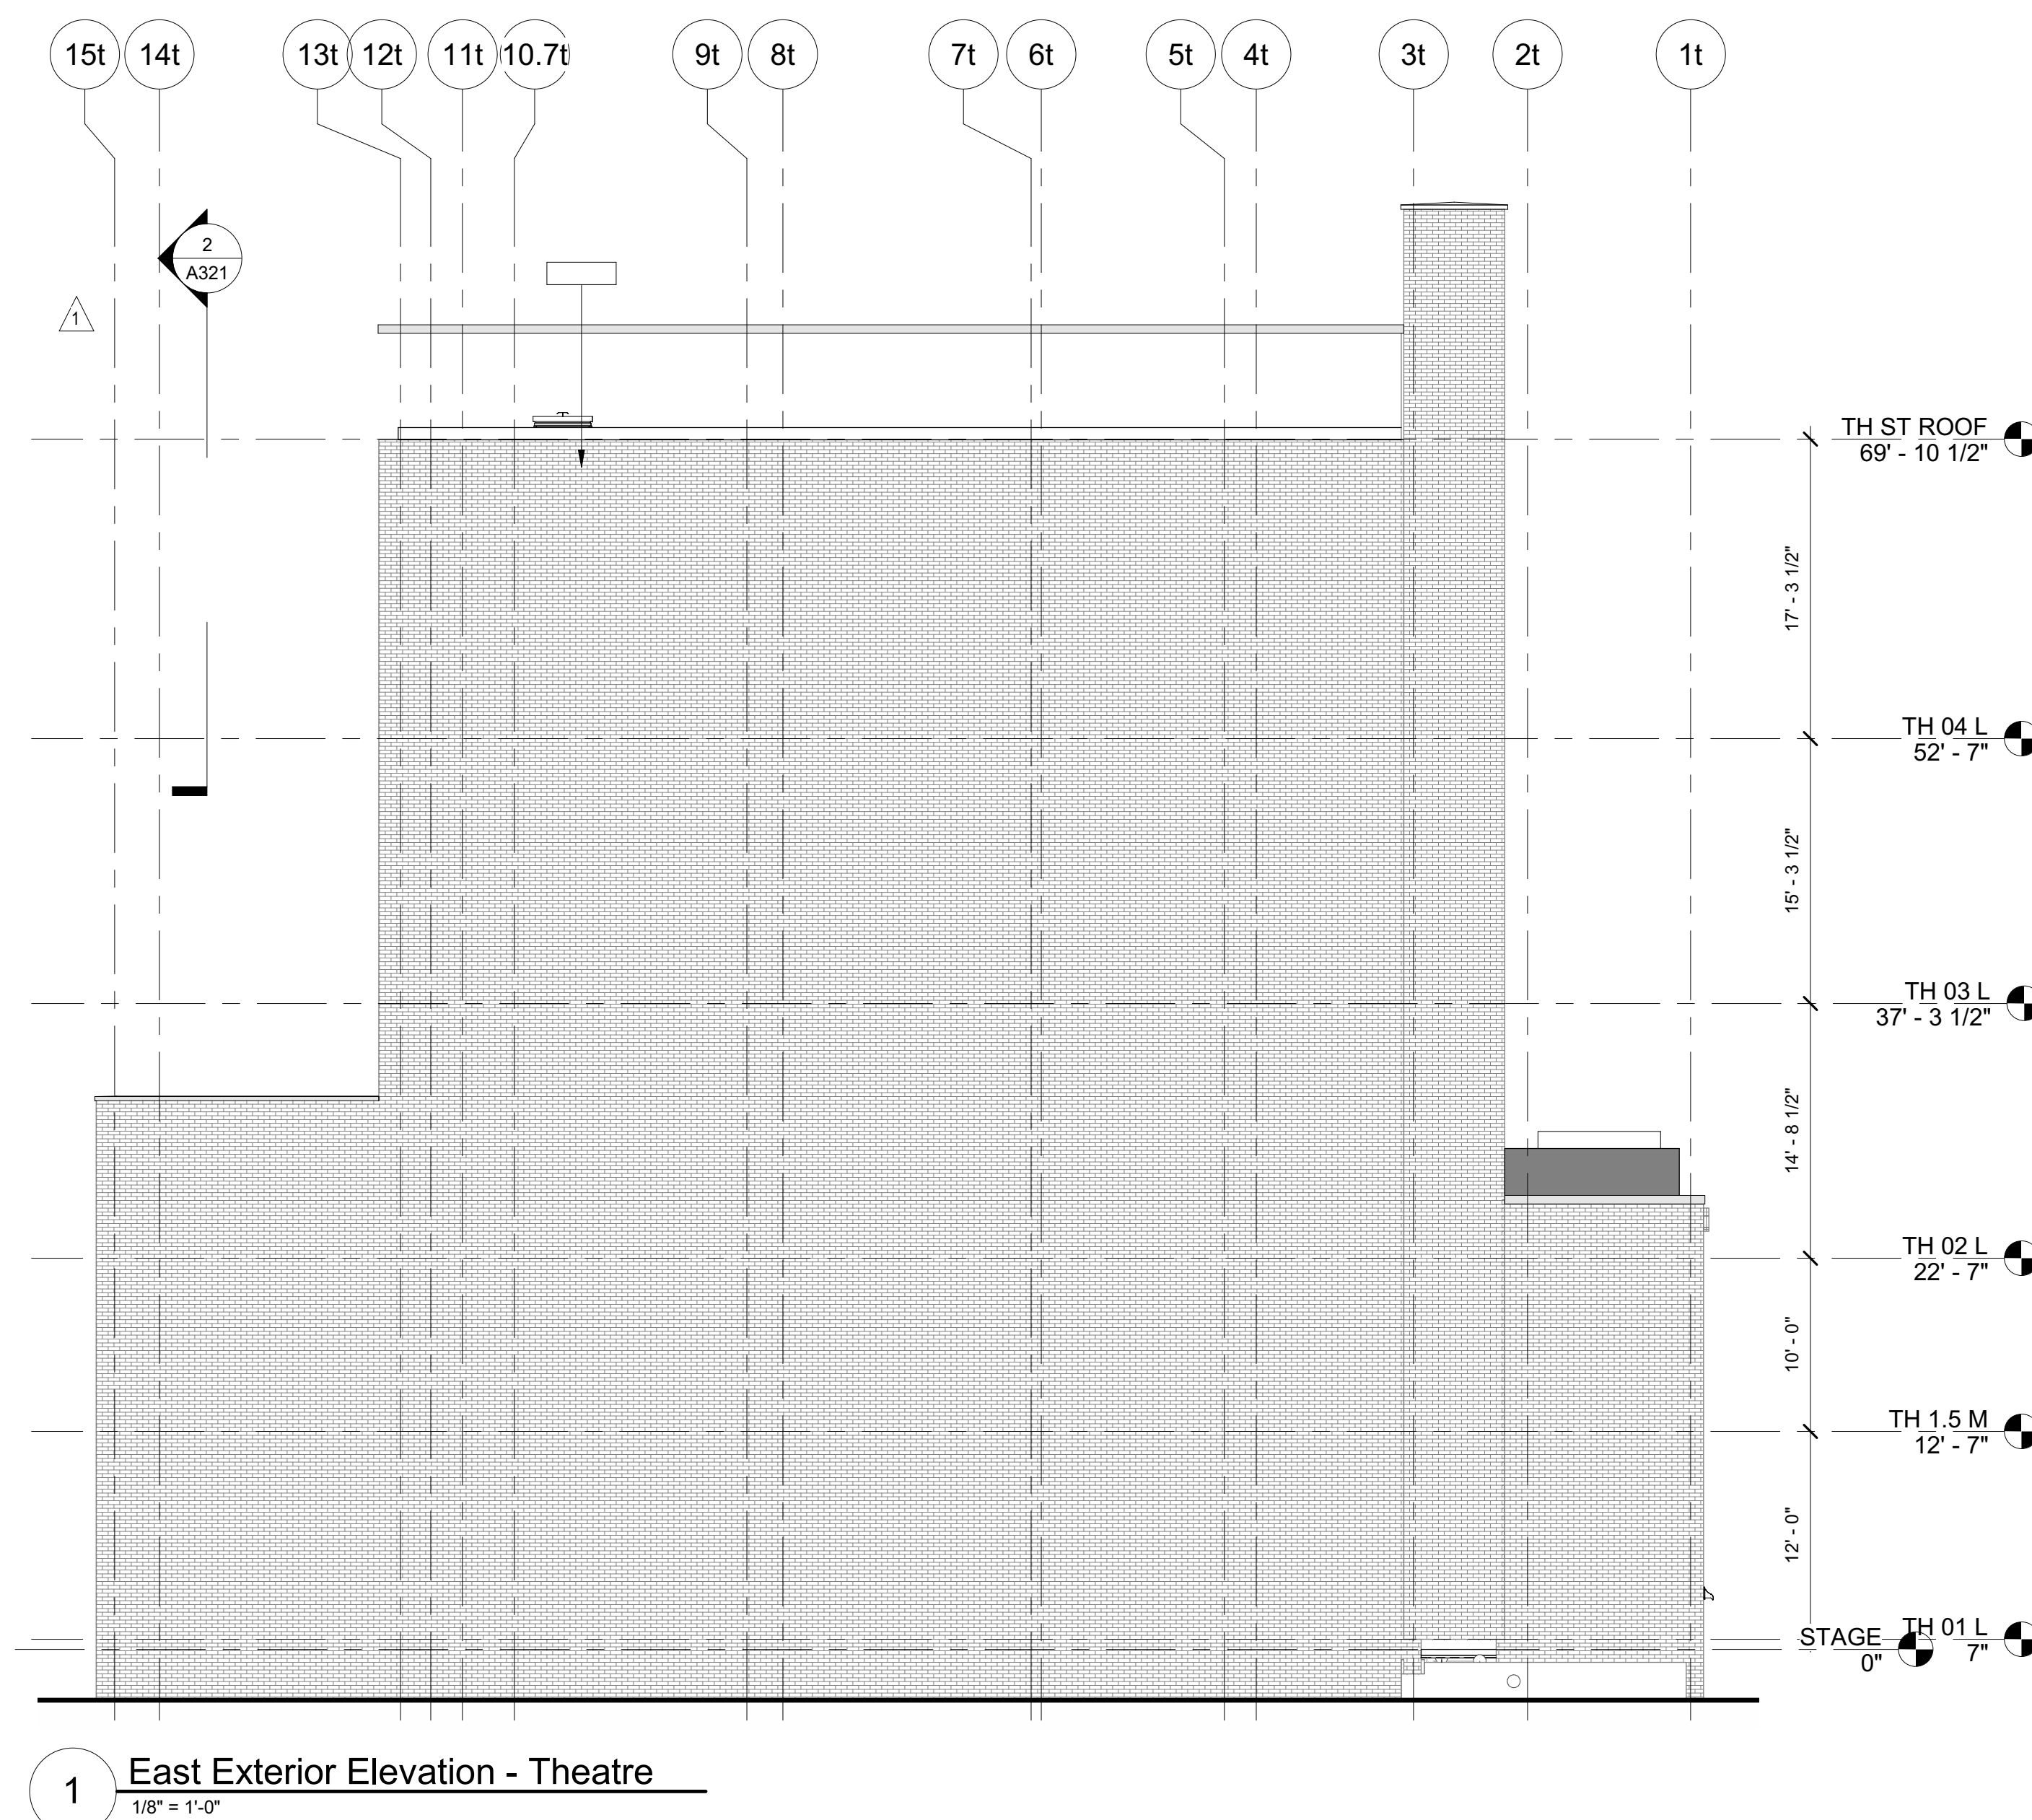 15t 14t 13t 12t 11t 10.7t 9t 8t 7t 6t 5t 4t 3t 2t 1t
2
A321
1
TH ST ROOF
69' - 10 1/2"
17' - 3 1/2"
TH 04 L
52' - 7"
15' - 3 1/2"
TH 03 L
37' - 3 1/2"
14' - 8 1/2"
TH 02 L
22' - 7"
10' - 0"
TH 1.5 M
12' - 7"
12' - 0"
TH 01 L
7"
STAGE
0"
1
East Exterior Elevation - Theatre
1/8" = 1'-0"